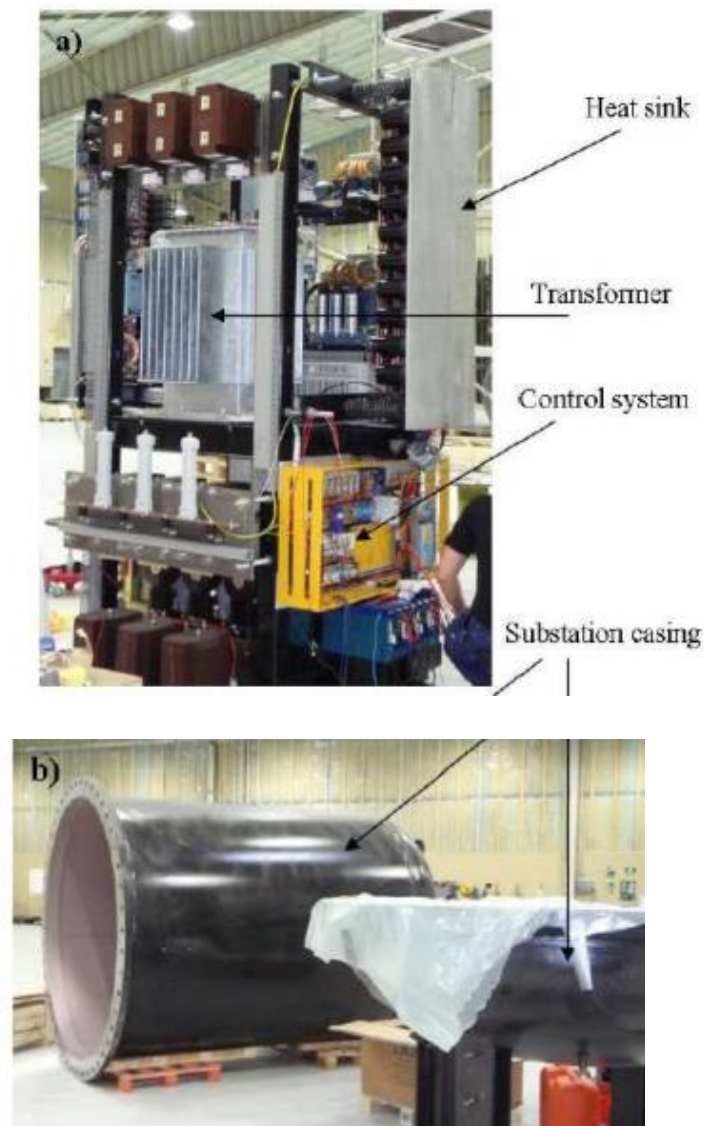 a)
Heat sink
Transformer
Control system
Substation casing
b)